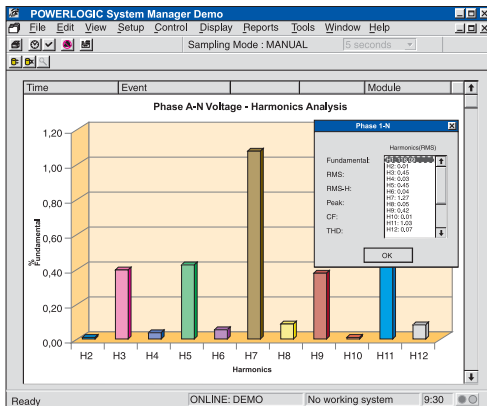 POWERLOGIC System Manager Demo
File Edit View Setup Control Display Reports Tools Window Help
Sampling Mode : MANUAL 5 seconds
Time Event Module
Phase A-N Voltage - Harmonics Analysis
Phase 1-N
Harmonics(RMS)
Fundamental:
RMS:
RMS-H:
Peak:
CF:
THD:
H2: 0.01
H3: 0,45
H4: 0.03
H5: 0.45
H6: 0,04
H7: 1,27
H8: 0.05
H9: 0,42
H10: 0,01
H11: 1.03
H12: 0,07
OK
1,20
1,00
0,80
0,60
0,40
0,20
0,00
% Fundamental
H2 H3 H4 H5 H6 H7 H8 H9 H10 H11 H12
Harmonics
Ready ONLINE: DEMO No working system 9:30